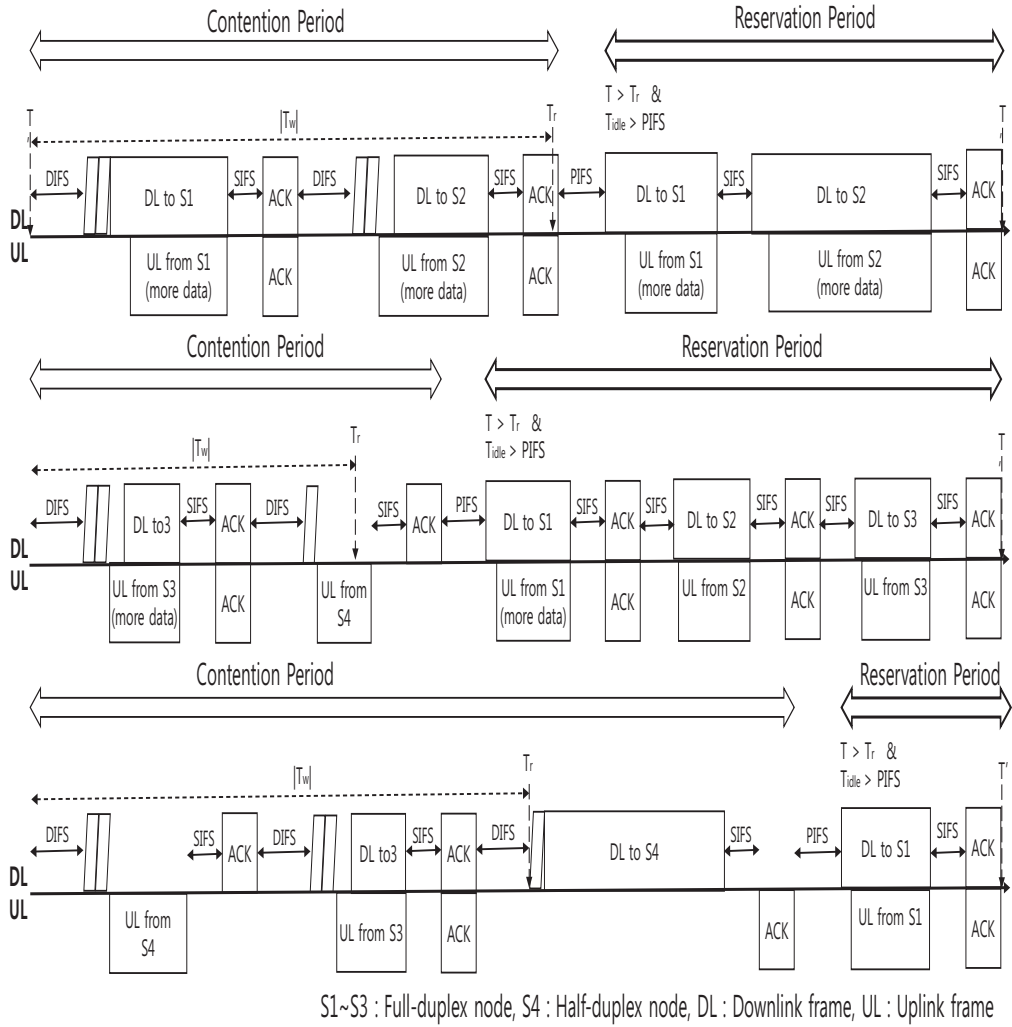 Contention Period
Reservation Period
T > Tr &
Tidle > PIFS
T'
|Tw|
Tr
T'
DIFS
DL to S1
SIFS
ACK
DIFS
DL to S2
SIFS
ACK
PIFS
DL to S1
SIFS
DL to S2
SIFS
ACK
DL
UL
UL from S1
(more data)
ACK
UL from S2
(more data)
ACK
UL from S1
(more data)
UL from S2
(more data)
ACK
Contention Period
Reservation Period
T > Tr &
Tidle > PIFS
|Tw|
Tr
T'
DIFS
DL to3
SIFS
ACK
DIFS
SIFS
ACK
PIFS
DL to S1
SIFS
ACK
SIFS
DL to S2
SIFS
ACK
SIFS
DL to S3
SIFS
ACK
DL
UL
UL from S3
(more data)
ACK
UL from
S4
UL from S1
(more data)
ACK
UL from S2
ACK
UL from S3
ACK
Contention Period
Reservation Period
T > Tr &
Tidle > PIFS
|Tw|
Tr
T'
DIFS
SIFS
ACK
DIFS
DL to3
SIFS
ACK
DIFS
DL to S4
SIFS
PIFS
DL to S1
SIFS
ACK
DL
UL
UL from
S4
UL from S3
ACK
ACK
UL from S1
ACK
S1~S3 : Full-duplex node, S4 : Half-duplex node, DL : Downlink frame, UL : Uplink frame